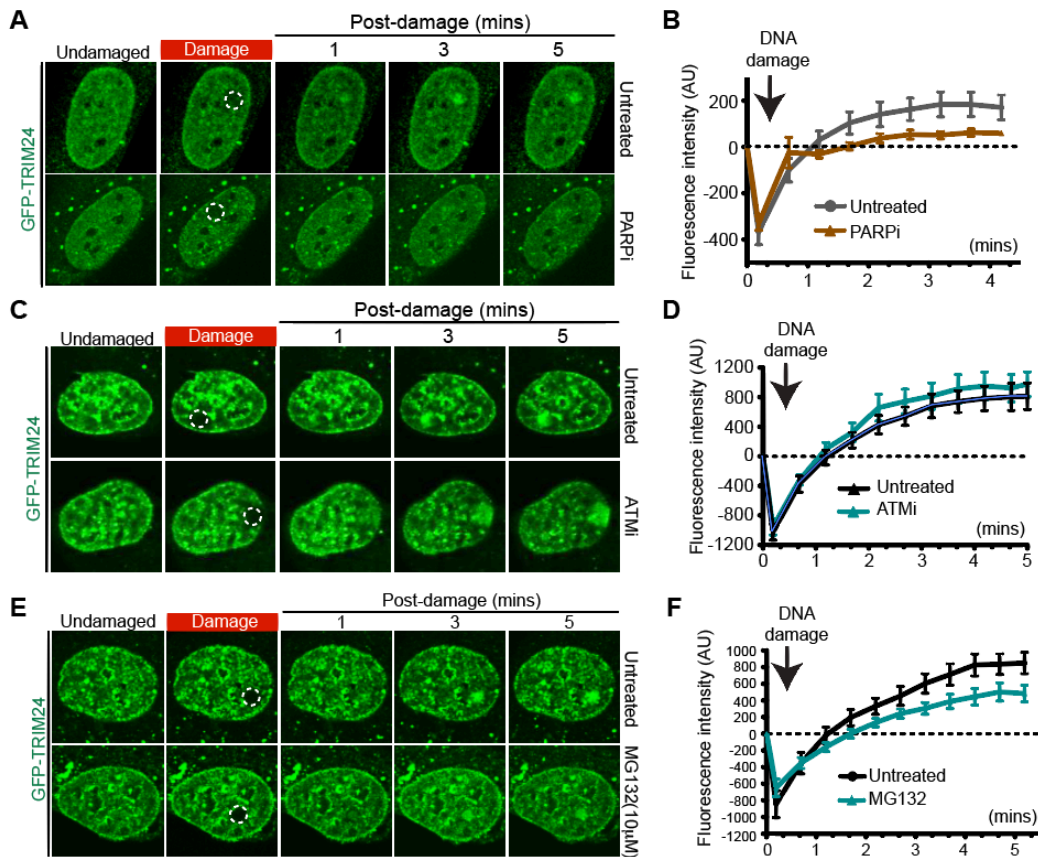 A
Post-damage (mins)
Undamaged Damage 1 3 5
GFP-TRIM24
Untreated
PARPi
B
DNA
damage
Fluorescence intensity (AU)
200
0
-200
-400
Untreated
PARPi
(mins)
0 1 2 3 4
C
Post-damage (mins)
Undamaged Damage 1 3 5
GFP-TRIM24
Untreated
ATMi
D
DNA
damage
Fluorescence intensity (AU)
1200
800
400
0
-400
-800
-1200
Untreated
ATMi
(mins)
0 1 2 3 4 5
E
Post-damage (mins)
Undamaged Damage 1 3 5
GFP-TRIM24
Untreated
MG132(10μM)
F
DNA
damage
Fluorescence intensity (AU)
1000
800
600
400
200
0
-200
-400
-600
-800
-1000
1200
Untreated
MG132
(mins)
0 1 2 3 4 5